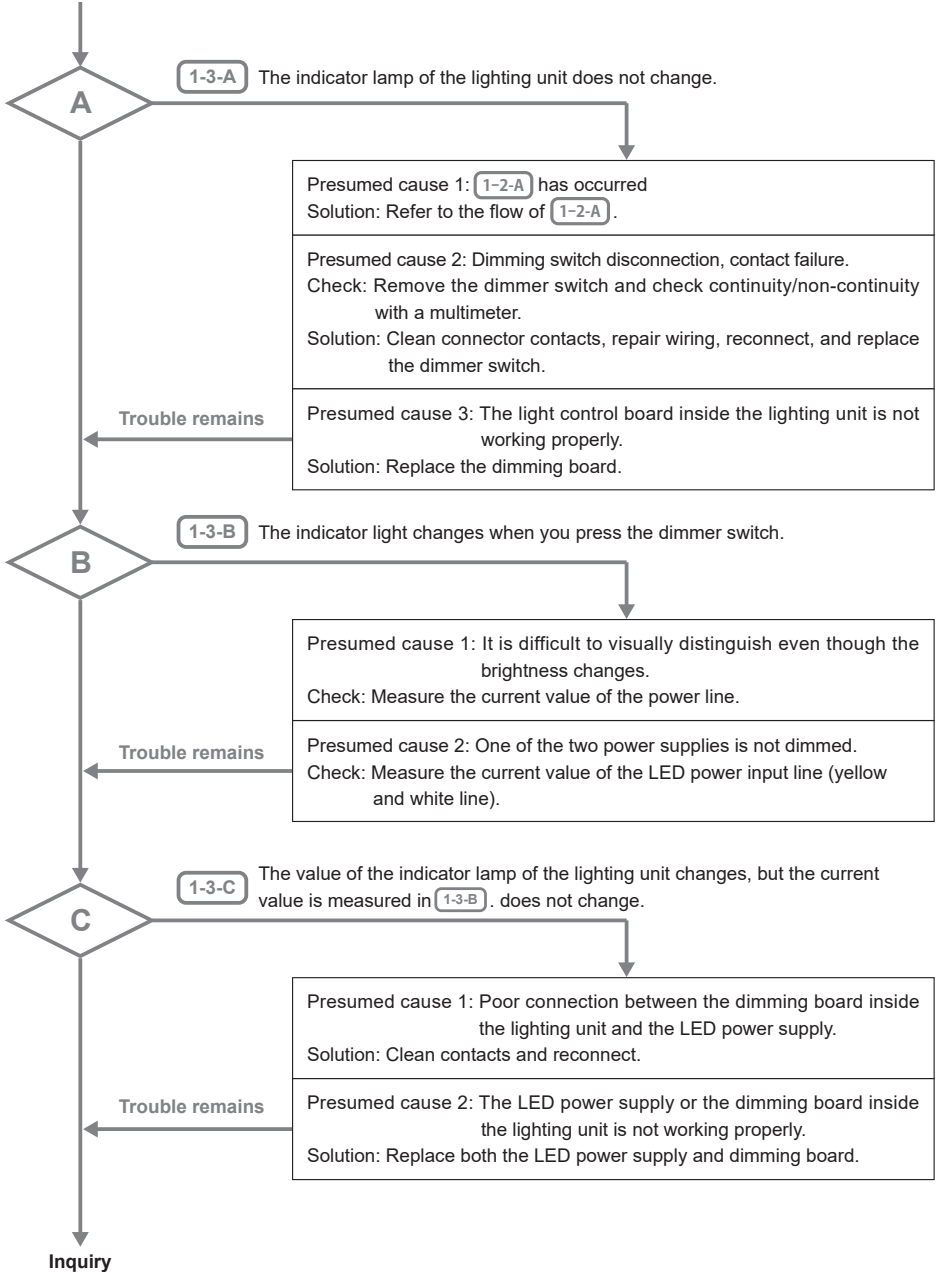 1-3-A The indicator lamp of the lighting unit does not change.
A
Presumed cause 1: 1-2-A has occurred
Solution: Refer to the flow of 1-2-A .
Presumed cause 2: Dimming switch disconnection, contact failure.
Check: Remove the dimmer switch and check continuity/non-continuity
with a multimeter.
Solution: Clean connector contacts, repair wiring, reconnect, and replace
the dimmer switch.
Trouble remains
Presumed cause 3: The light control board inside the lighting unit is not
working properly.
Solution: Replace the dimming board.
1-3-B The indicator light changes when you press the dimmer switch.
B
Presumed cause 1: It is difficult to visually distinguish even though the
brightness changes.
Check: Measure the current value of the power line.
Trouble remains
Presumed cause 2: One of the two power supplies is not dimmed.
Check: Measure the current value of the LED power input line (yellow
and white line).
1-3-C The value of the indicator lamp of the lighting unit changes, but the current
value is measured in 1-3-B . does not change.
C
Presumed cause 1: Poor connection between the dimming board inside
the lighting unit and the LED power supply.
Solution: Clean contacts and reconnect.
Trouble remains
Presumed cause 2: The LED power supply or the dimming board inside
the lighting unit is not working properly.
Solution: Replace both the LED power supply and dimming board.
Inquiry